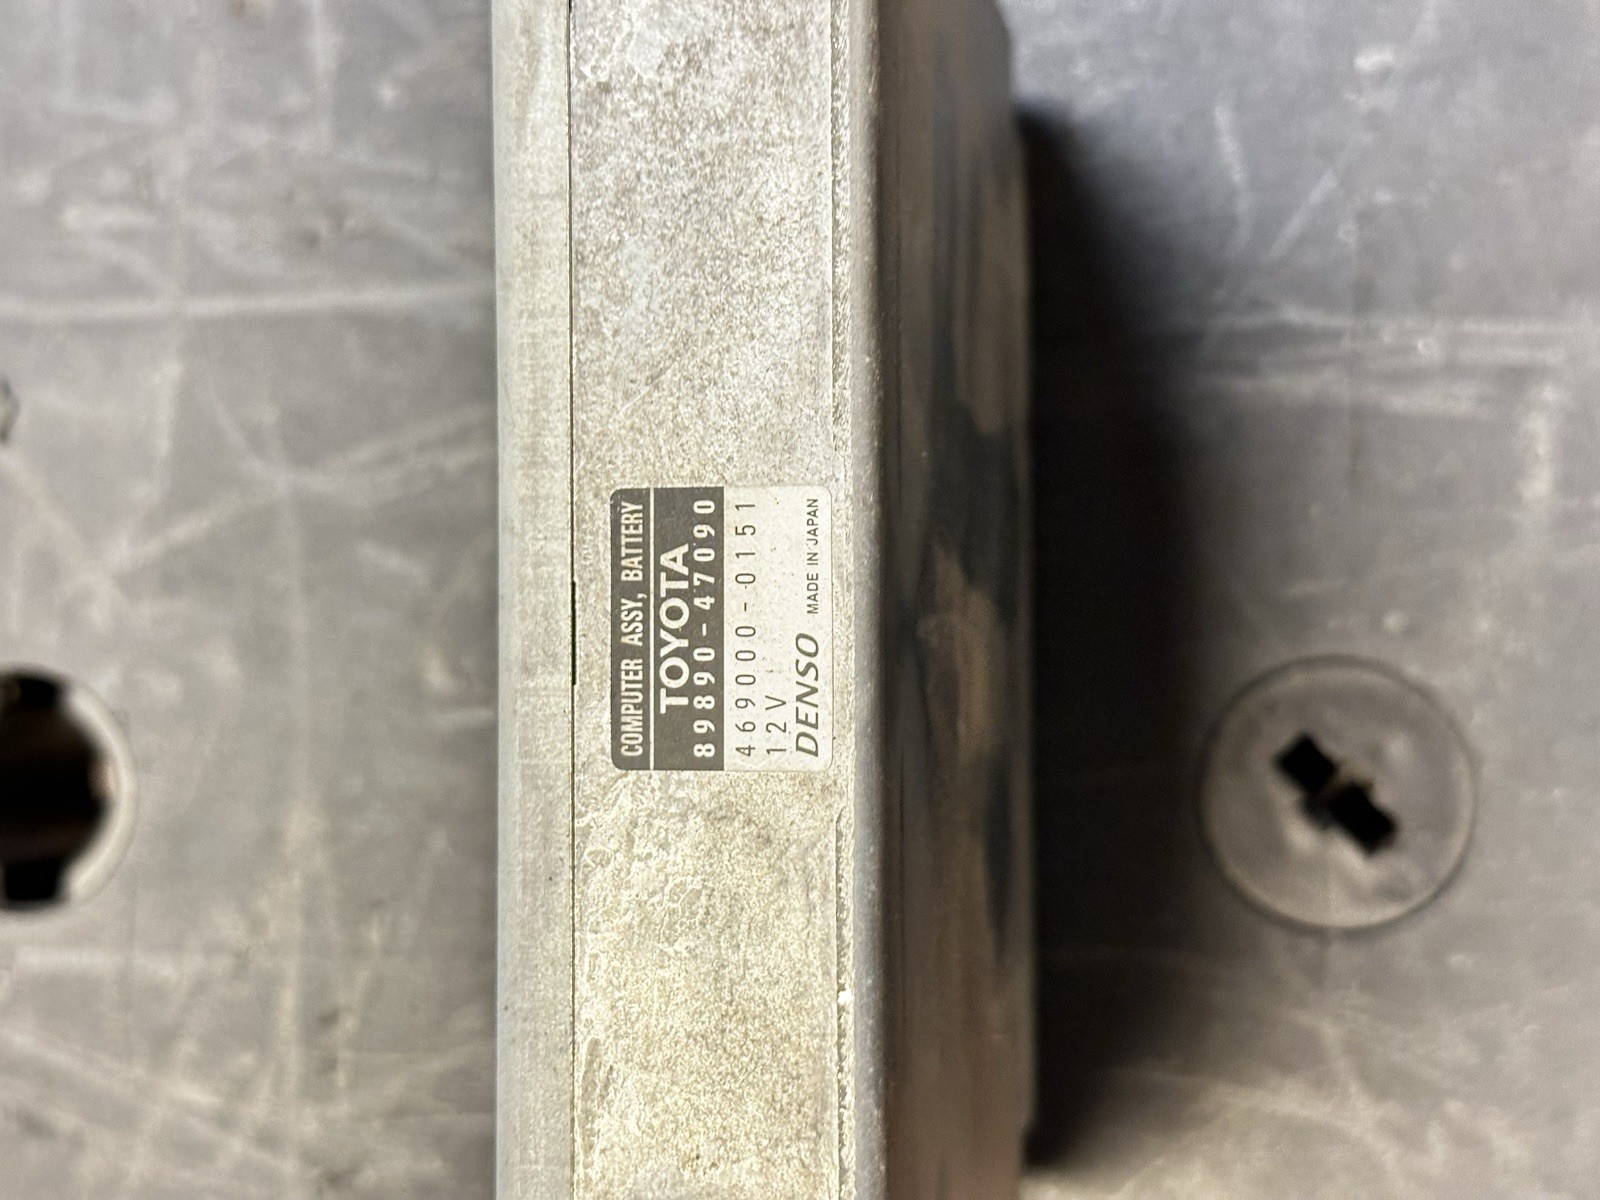 COMPUTER ASSY, BATTERY
TOYOTA
89890-47090
469000-0151
12V
DENSO MADE IN JAPAN